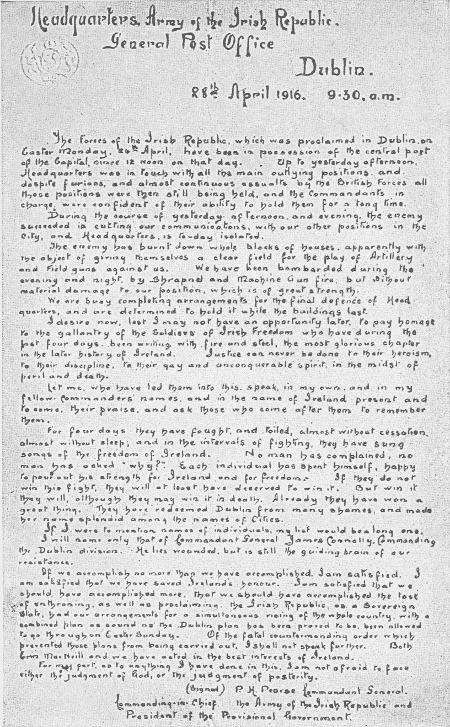 Headquarters, Army of the Irish Republic.
General Post Office
Dublin.
28th April 1916. 9.30. a.m.
The Forces of the Irish Republic, which was proclaimed in Dublin, on
Easter Monday, 24th April, have been in possession of the central part
of the Capital, since 12 noon on that day. Up to yesterday afternoon,
Headquarters was in touch with all the main outlying positions, and,
despite furious, and almost continuous assaults by the British Forces all
those positions were then still being held, and the Commandants in
charge, were confident of their ability to hold them for a long time.
During the course of yesterday afternoon, and evening, the enemy
succeeded in cutting our communications, with our other positions in the
City, and Headquarters is to-day isolated.
The enemy has burnt down whole blocks of houses, apparently with
the object of giving themselves a clear field for the play of Artillery
and Field guns against us. We have been bombarded during the
evening and night, by Shrapnel and Machine Gun fire, but without
material damage to our position, which is of great strength.
We are busy completing arrangements for the final defence of Head
quarters, and are determined to hold it while the buildings last.
I desire now, lest I may not have an opportunity later, to pay homage
to the gallantry of the Soldiers of Irish Freedom who have during the
past four days, been writing with fire and steel, the most glorious chapter
in the later history of Ireland. Justice can never be done to their heroism,
to their discipline, to their gay and unconquerable spirit, in the midst of
peril and death.
Let me, who have led them into this, speak, in my own, and in my
fellow-commanders' names, and in the name of Ireland present and
to come, their praise, and ask those who come after them to remember
them.
For four days they have fought, and toiled, almost without cessation,
almost without sleep; and in the intervals of fighting, they have sung
songs of the freedom of Ireland. No man has complained, no
man has asked "why?". Each individual has spent himself, happy
to pour out his strength for Ireland and for freedom. If they do not
win this fight, they will at least have deserved to win it. But win it
they will, although they may win it in death. Already they have won a
great thing. They have redeemed Dublin from many shames, and made
her name splendid among the names of Cities.
If I were to mention names of individuals, my list would be a long one.
I will name only that of Commandant General James Connolly, Commanding
the Dublin division. He lies wounded, but is still the guiding brain of our
resistance.
If we accomplish no more than we have accomplished, I am satisfied. I
am satisfied that we have saved Ireland's honour. I am satisfied that we
should have accomplished more, that we should have accomplished the task
of enthroning, as well as proclaiming, the Irish Republic, as a Sovereign
State, had our arrangements for a simultaneous rising of the whole country, with a
combined plan as sound as the Dublin plan has been proved to be, been allowed
to go through on Easter Sunday. Of the fatal countermanding order which
prevented those plans from being carried out, I shall not speak further. Both
Eoin MacNeill and we have acted in the best interests of Ireland.
For my part, as to anything I have done in this, I am not afraid to face
either the judgment of God, or the judgment of posterity.
(Signed) P. H. Pearse Commandant General.
Commanding-in-Chief, the Army of the Irish Republic and
President of the Provisional Government.